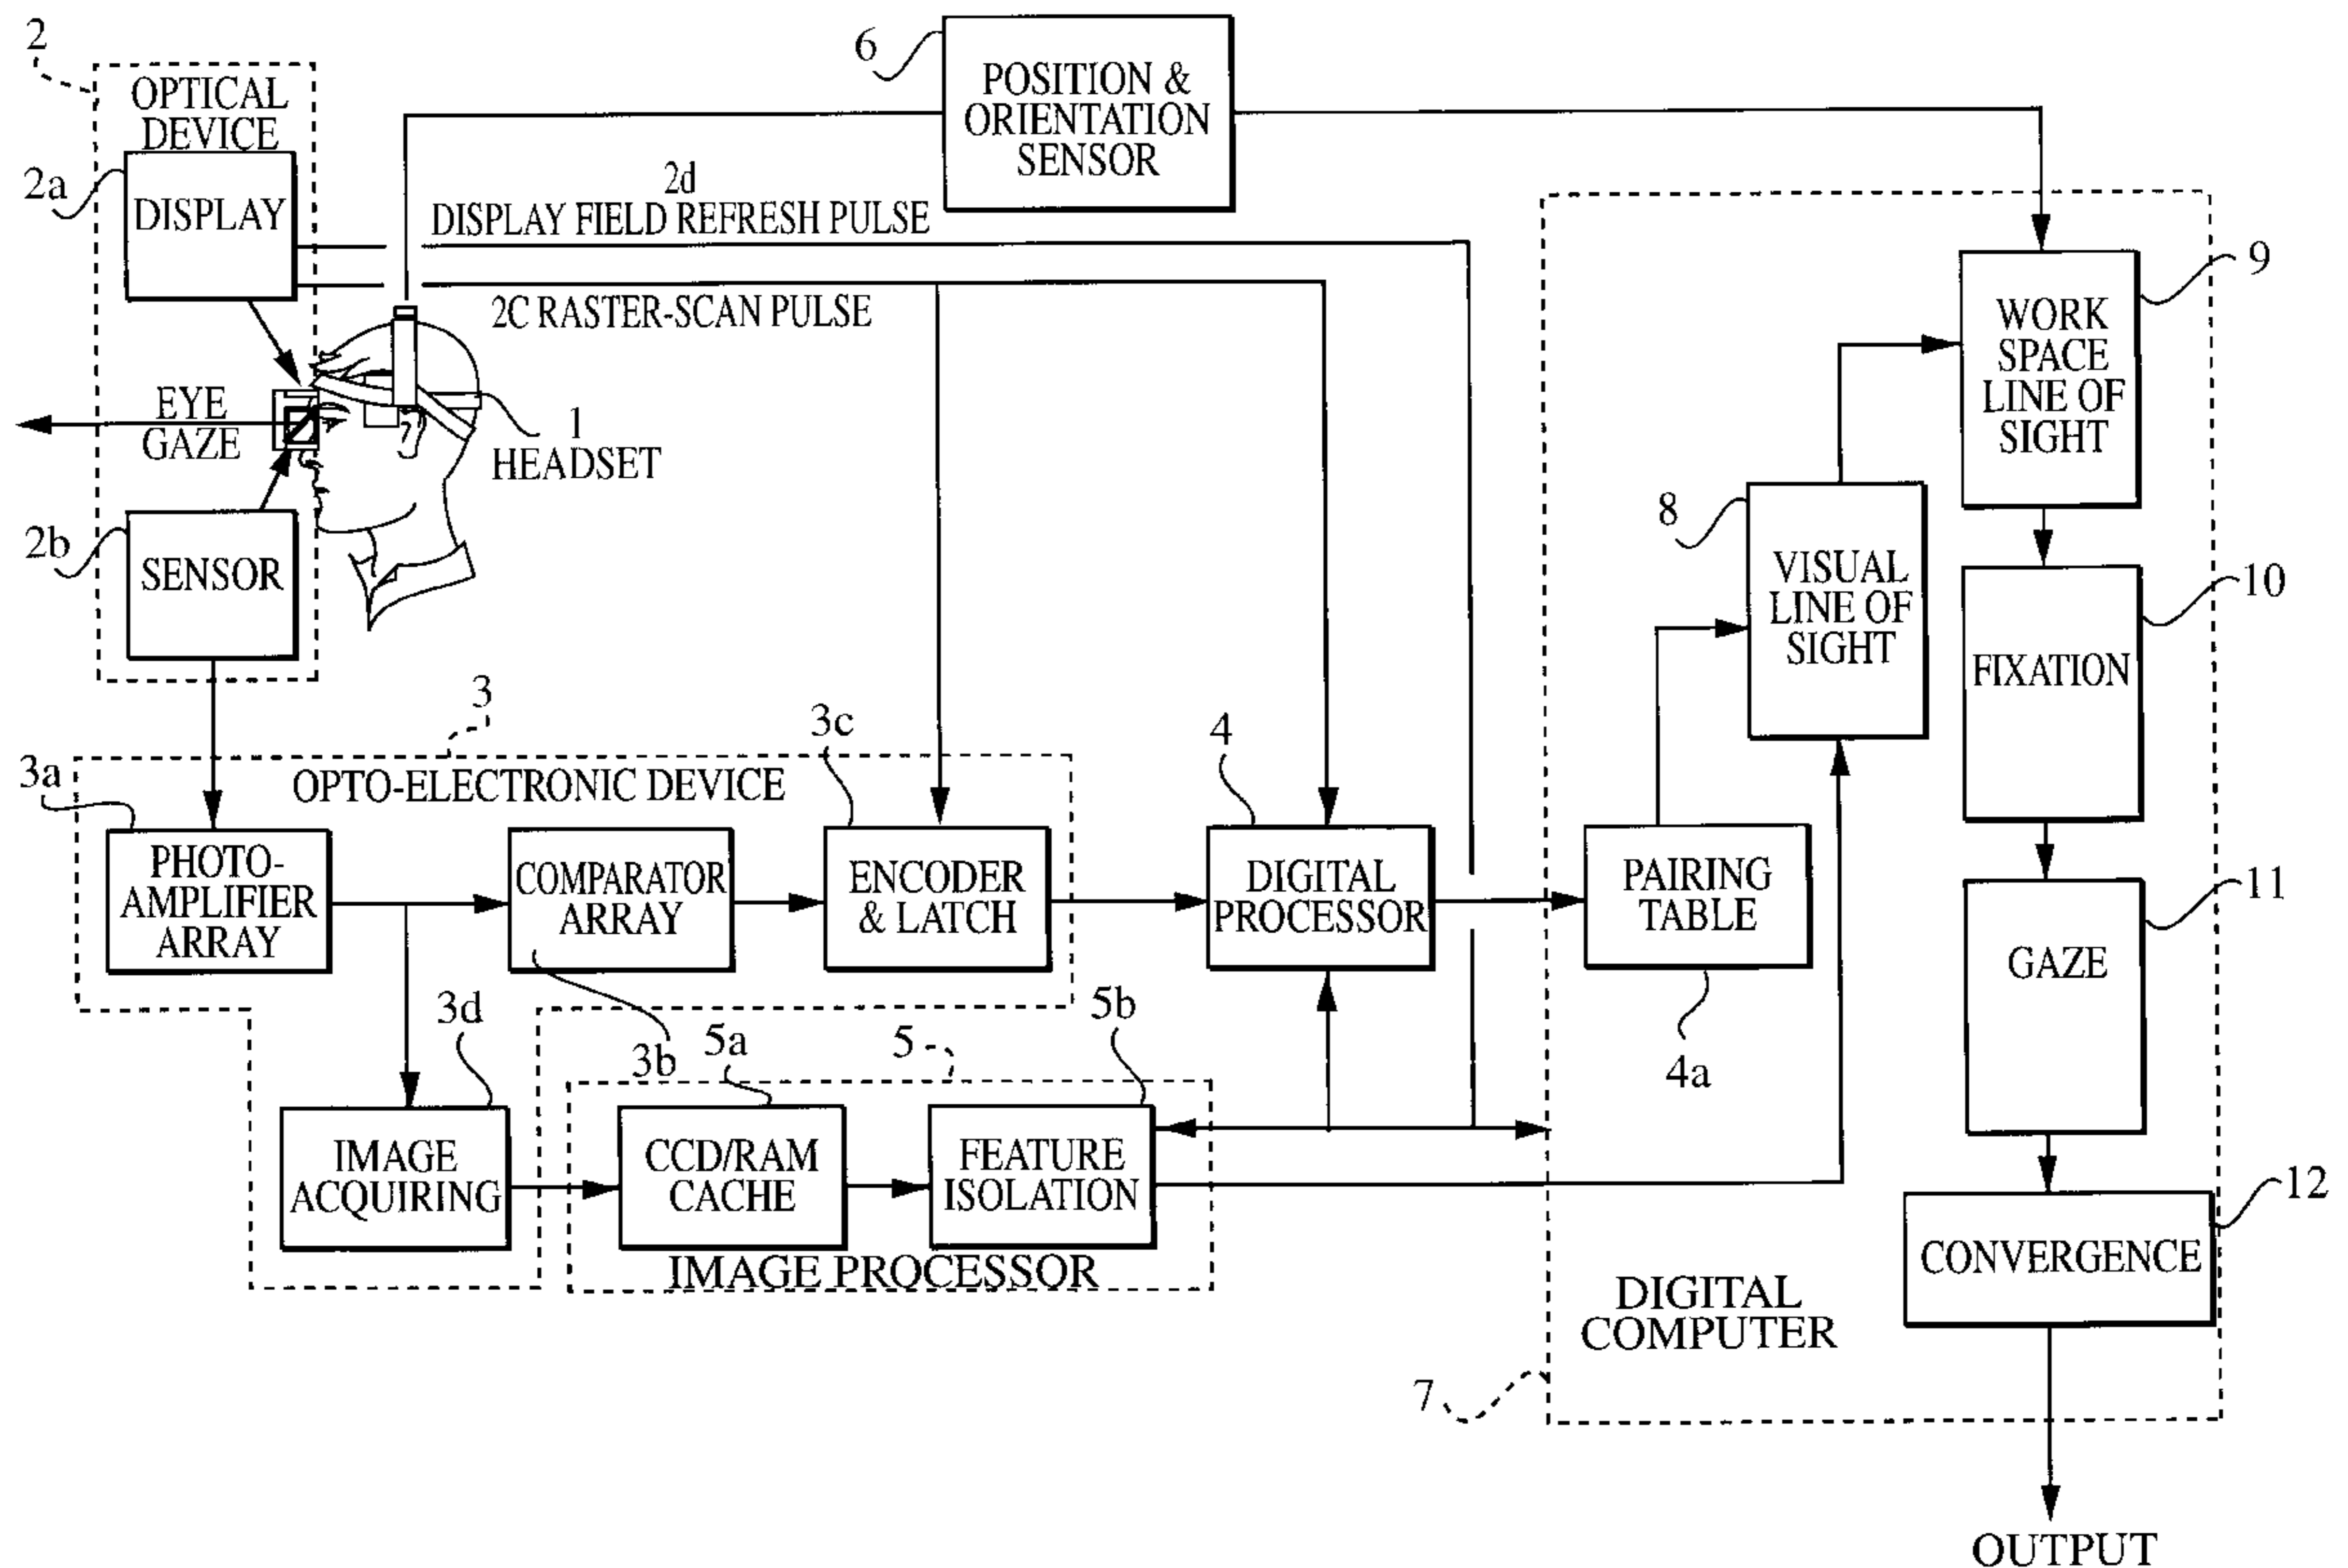 2
OPTICAL
DEVICE
2a
DISPLAY
6
POSITION &
ORIENTATION
SENSOR
2d
DISPLAY FIELD REFRESH PULSE
2C RASTER-SCAN PULSE
EYE
GAZE
1
HEADSET
2b
SENSOR
9
WORK
SPACE
LINE OF
SIGHT
8
VISUAL
LINE OF
SIGHT
10
FIXATION
3
3a
OPTO-ELECTRONIC DEVICE
3c
4
PHOTO-
AMPLIFIER
ARRAY
COMPARATOR
ARRAY
ENCODER
& LATCH
DIGITAL
PROCESSOR
PAIRING
TABLE
11
GAZE
3d
3b
5a
5
5b
4a
IMAGE
ACQUIRING
CCD/RAM
CACHE
FEATURE
ISOLATION
IMAGE PROCESSOR
12
CONVERGENCE
DIGITAL
COMPUTER
7
OUTPUT